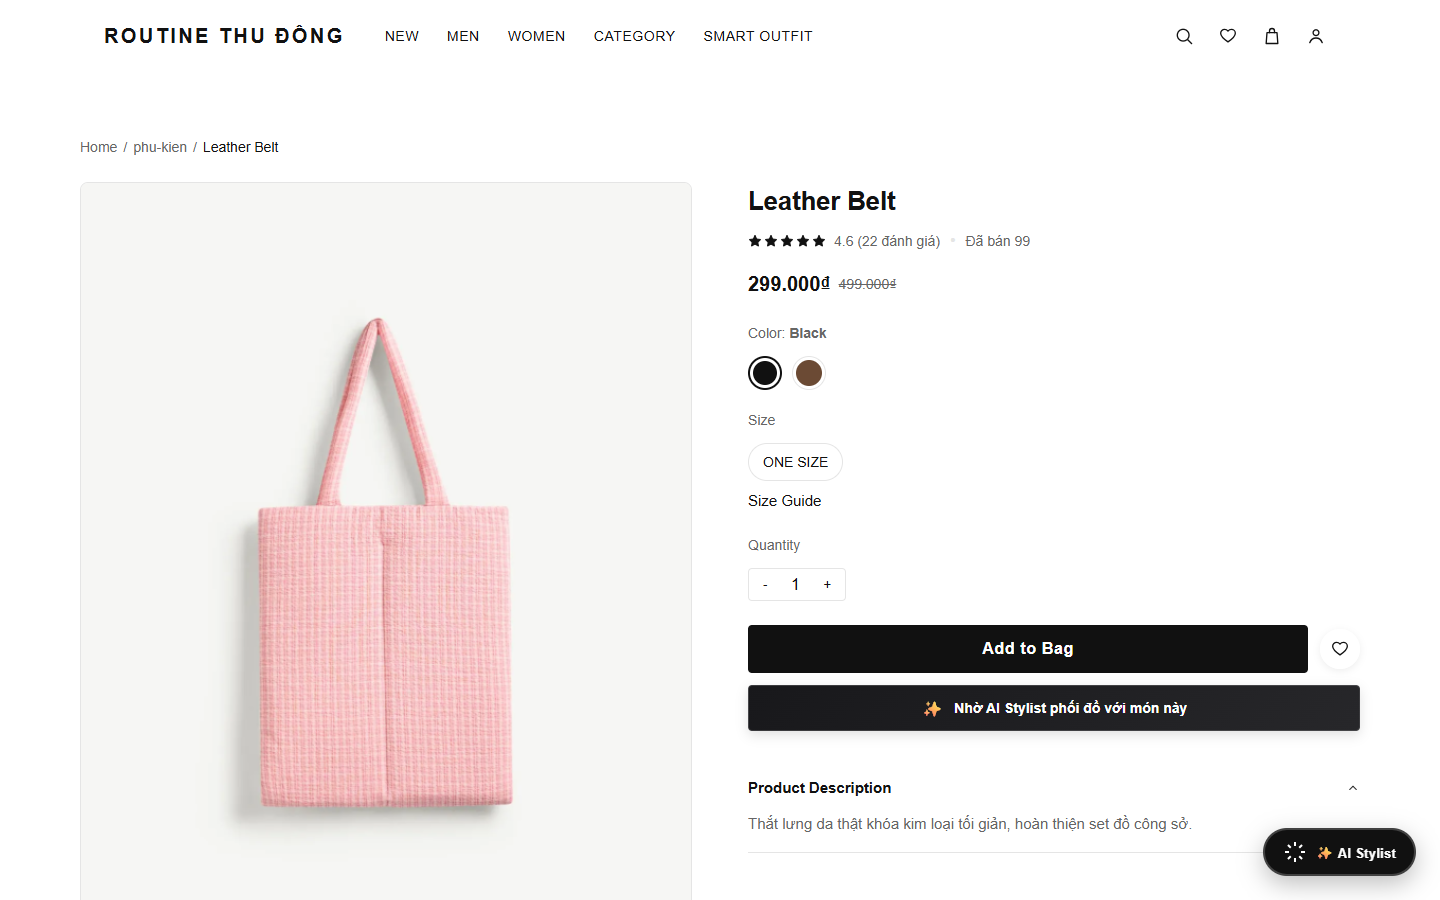 ROUTINE THU ĐÔNG
NEW MEN WOMEN CATEGORY SMART OUTFIT
Home / phu-kien / Leather Belt
Leather Belt
4.6 (22 đánh giá) • Đã bán 99
299.000₫ 499.000₫
Color: Black
Size
ONE SIZE
Size Guide
Quantity
- 1 +
Add to Bag
✨ Nhờ AI Stylist phối đồ với món này
Product Description
Thắt lưng da thật khóa kim loại tối giản, hoàn thiện set đồ công sở.
✨ AI Stylist